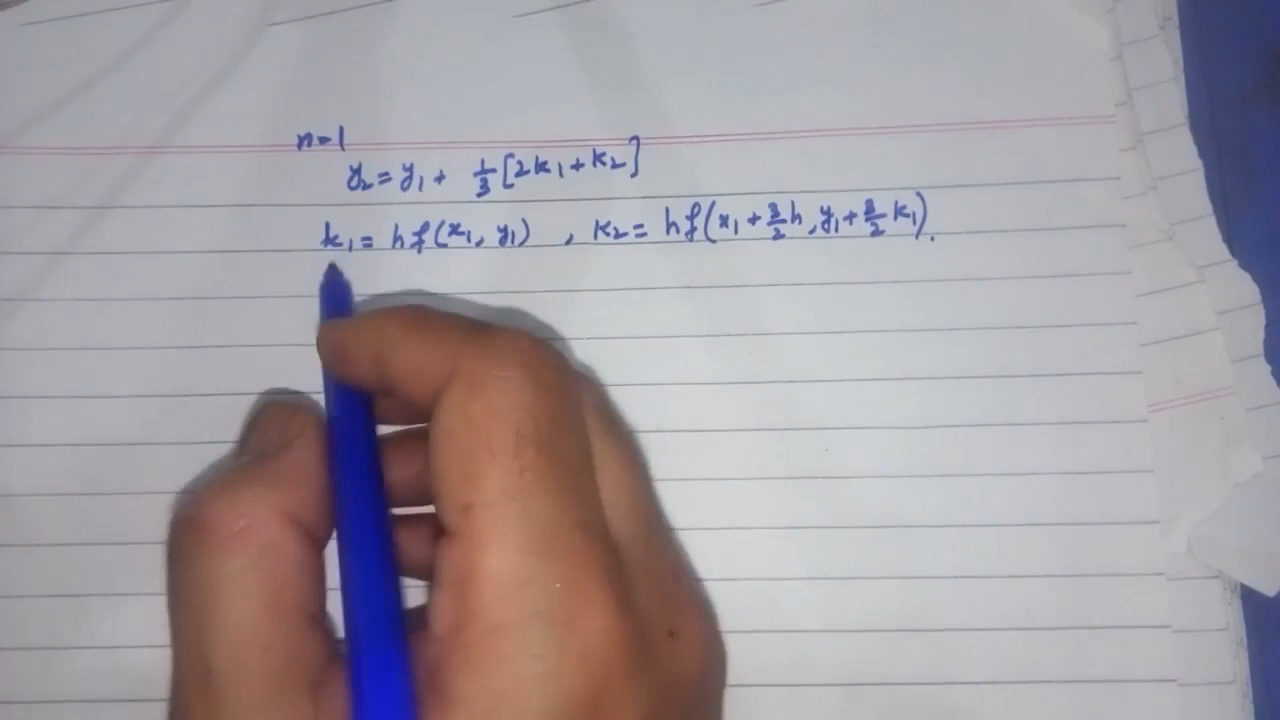 n=1
y₂ = y₁ + 1/3 [2k₁ + k₂]
k₁ = hf(x₁, y₁) , k₂ = hf(x₁ + 3/2 h, y₁ + 3/2 k₁).